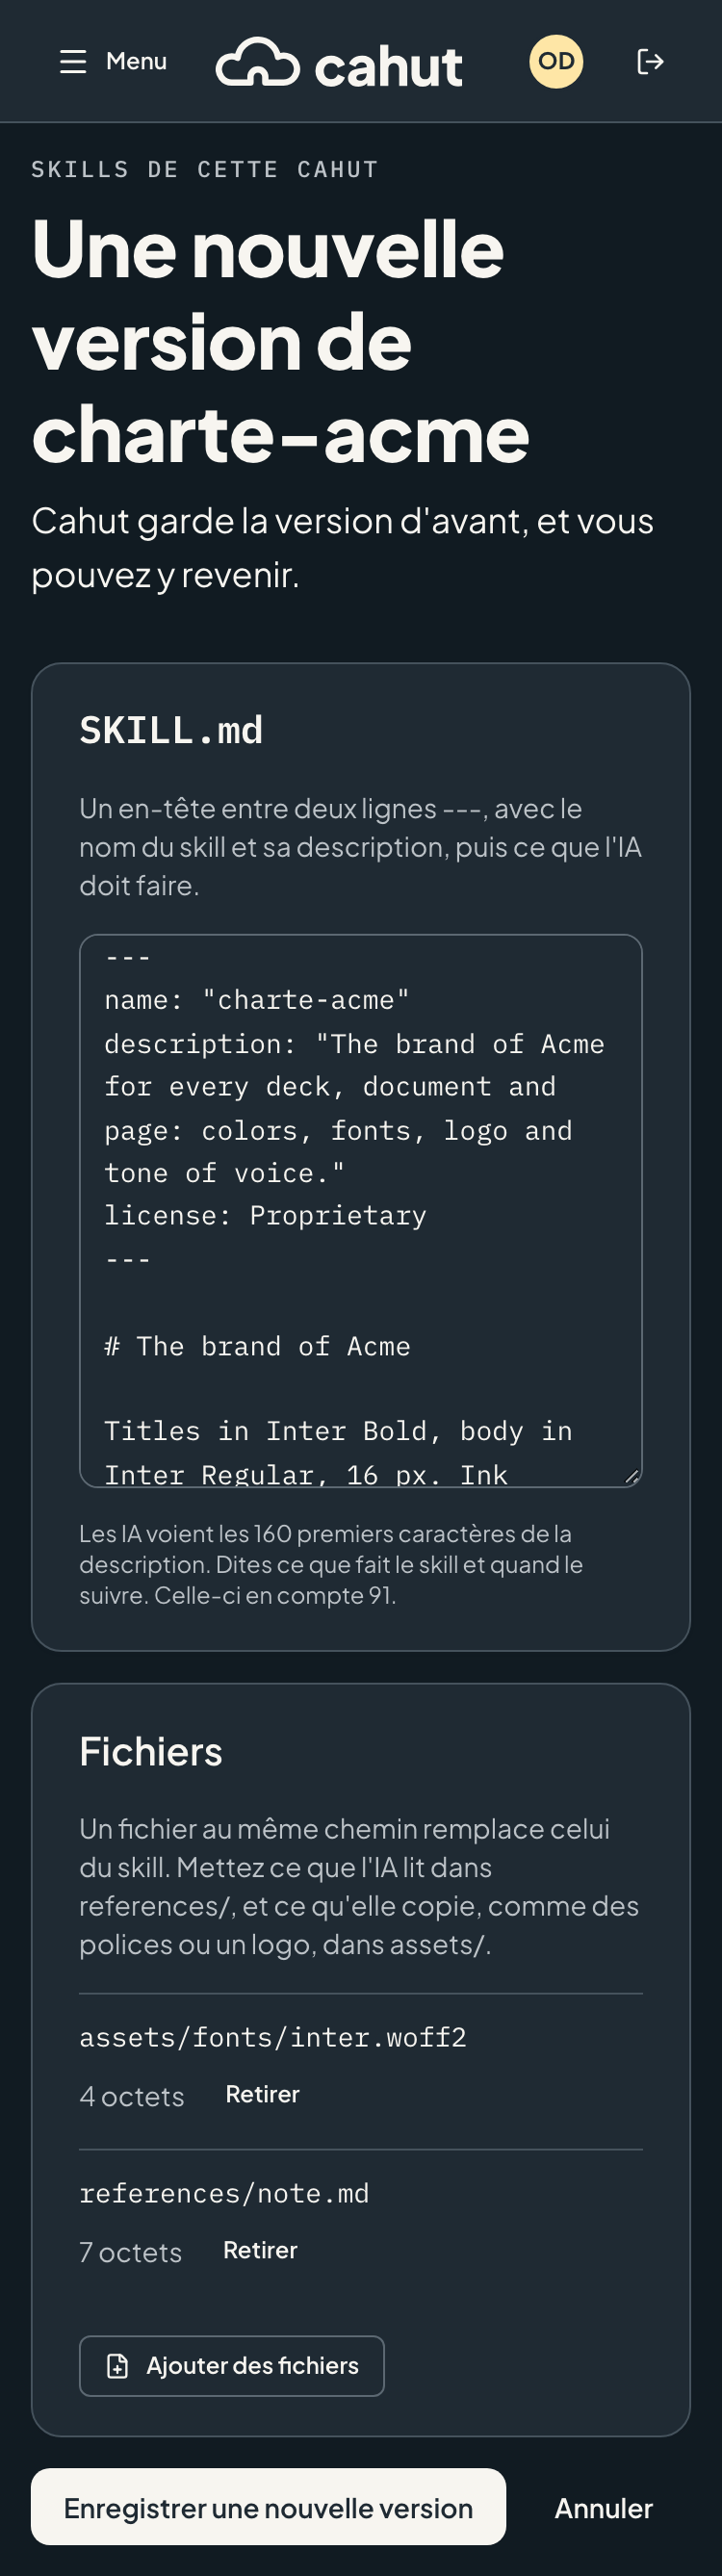 Menu
cahut
OD
SKILLS DE CETTE CAHUT
Une nouvelle
version de
charte-acme
Cahut garde la version d'avant, et vous
pouvez y revenir.
SKILL.md
Un en-tête entre deux lignes ---, avec le
nom du skill et sa description, puis ce que l'IA
doit faire.
---
name: "charte-acme"
description: "The brand of Acme
for every deck, document and
page: colors, fonts, logo and
tone of voice."
license: Proprietary
---
# The brand of Acme
Titles in Inter Bold, body in
Inter Regular, 16 px. Ink
Les IA voient les 160 premiers caractères de la
description. Dites ce que fait le skill et quand le
suivre. Celle-ci en compte 91.
Fichiers
Un fichier au même chemin remplace celui
du skill. Mettez ce que l'IA lit dans
references/, et ce qu'elle copie, comme des
polices ou un logo, dans assets/.
assets/fonts/inter.woff2
4 octets Retirer
references/note.md
7 octets Retirer
Ajouter des fichiers
Enregistrer une nouvelle version Annuler